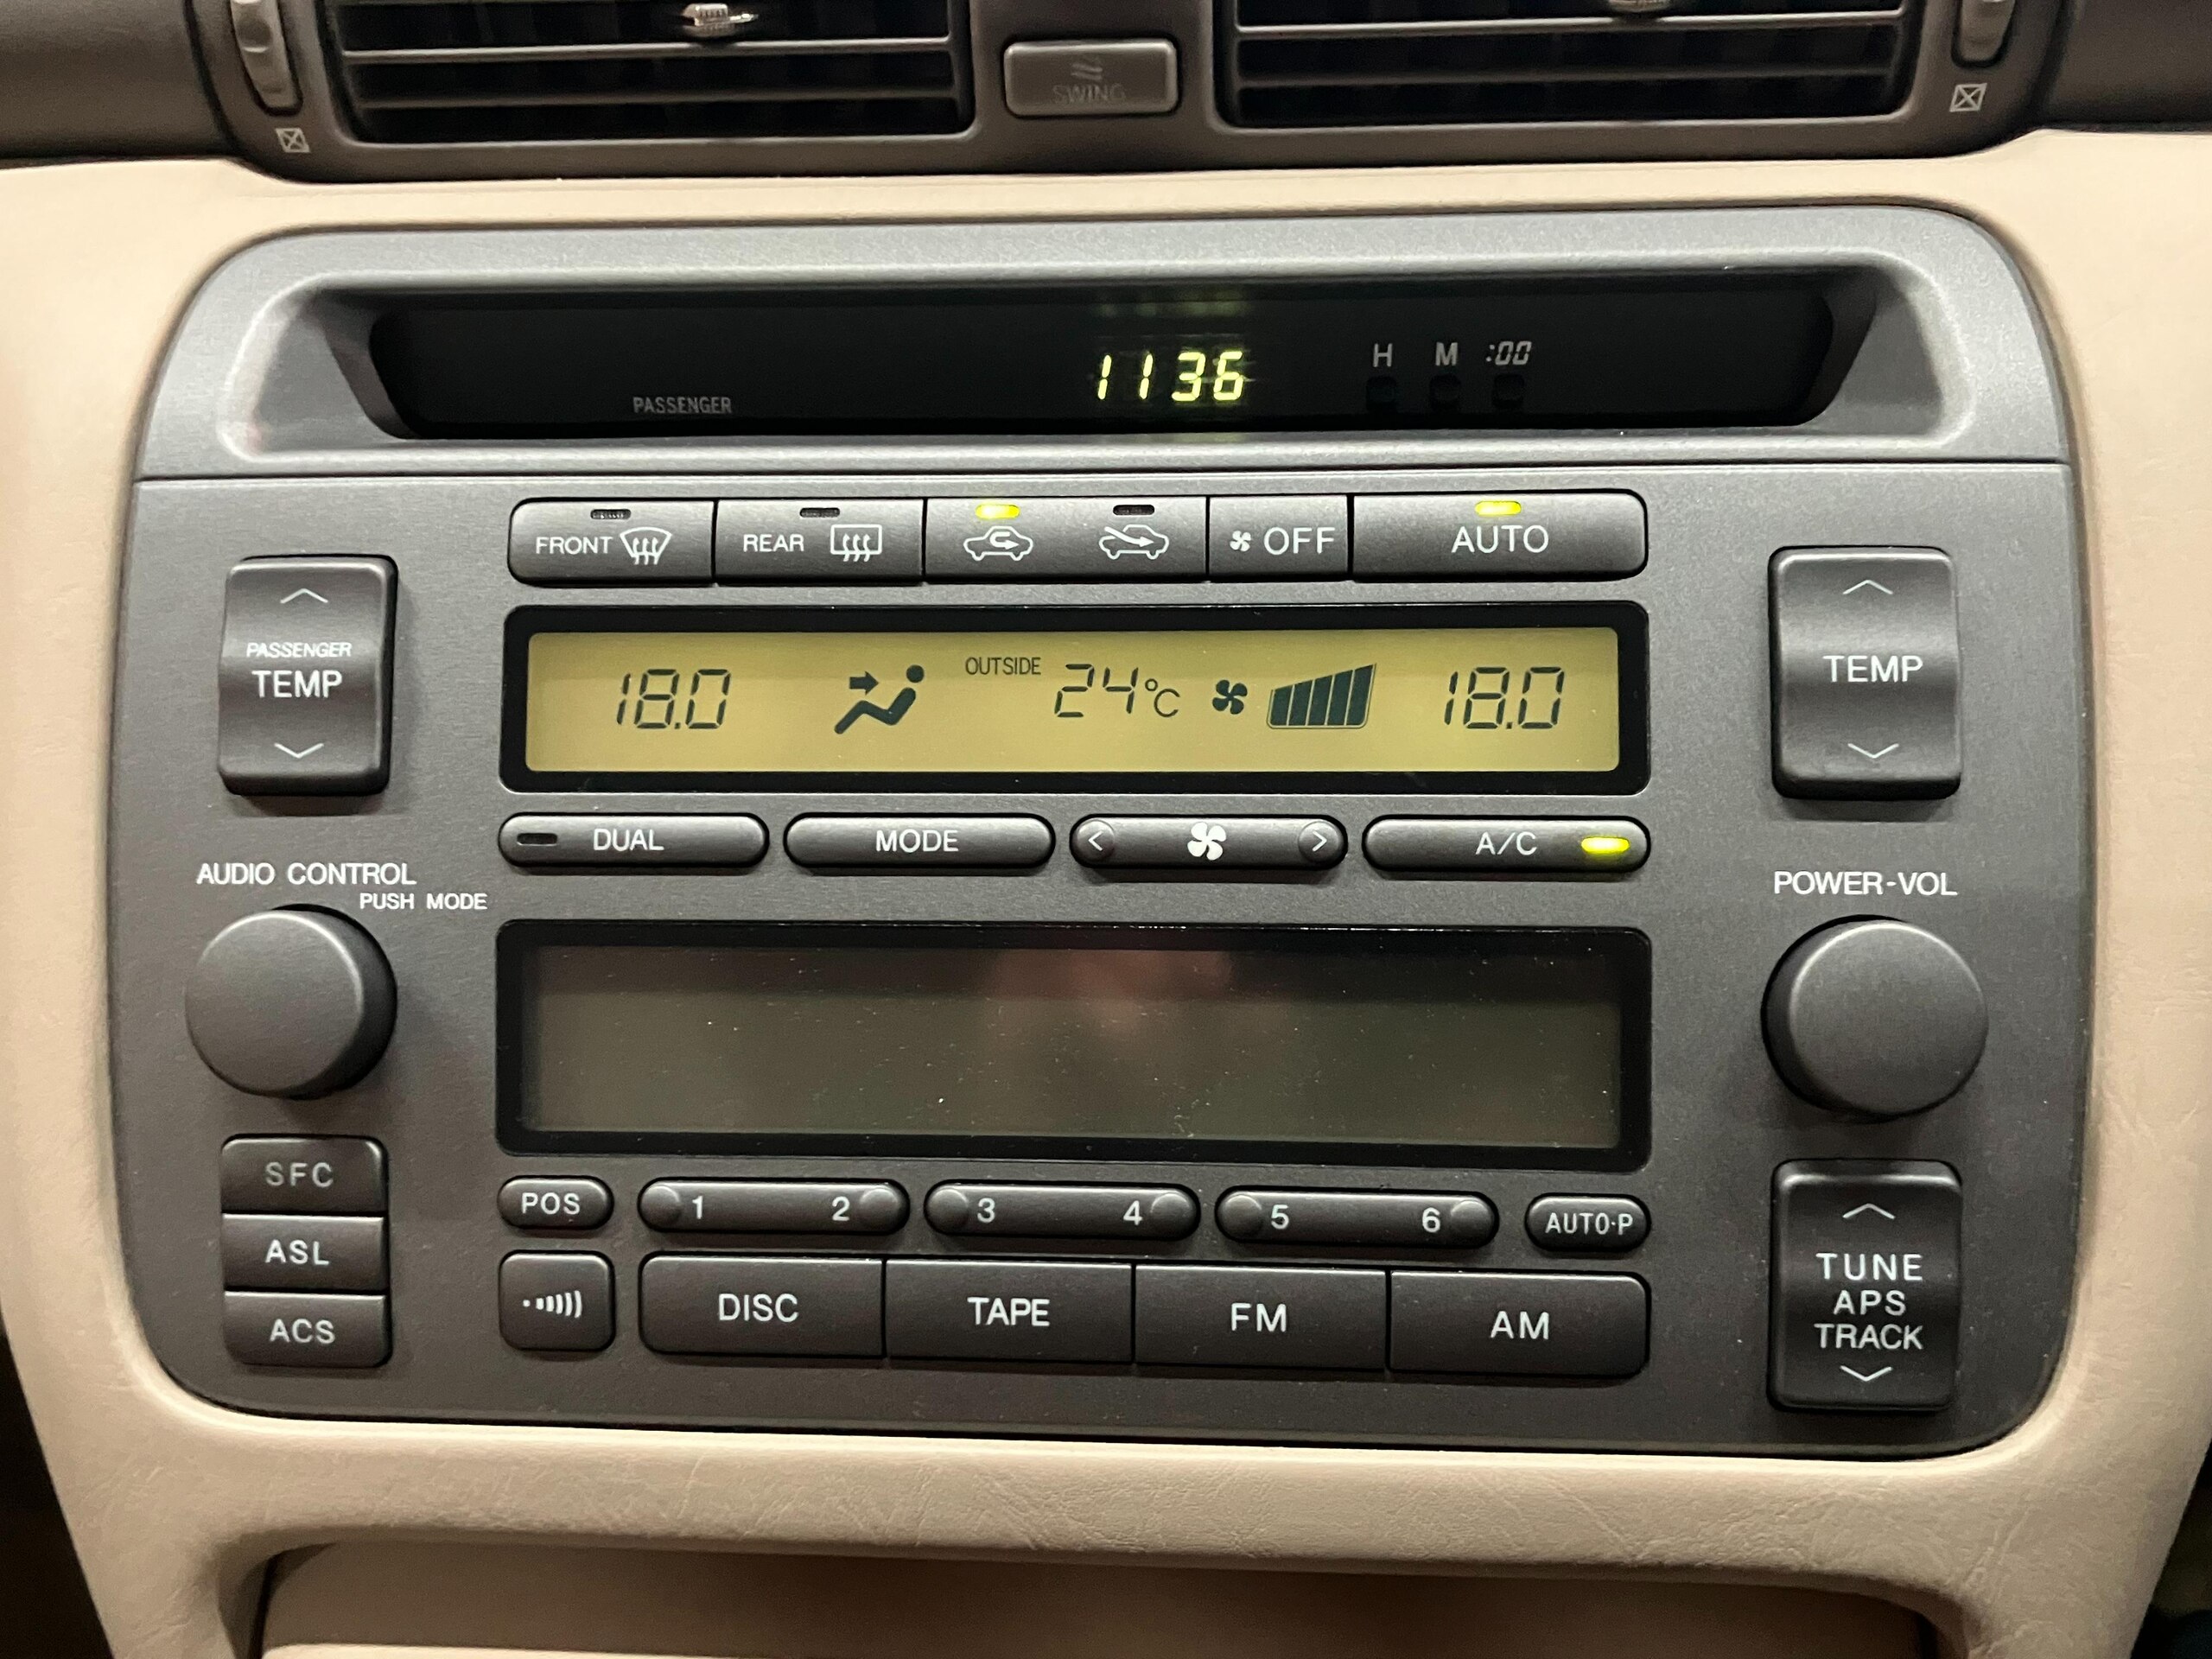 SWING
1136
H M :00
PASSENGER
FRONT REAR OFF AUTO
PASSENGER
TEMP
18.0 OUTSIDE 24°C 18.0
TEMP
DUAL MODE < > A/C
AUDIO CONTROL
PUSH MODE
POWER-VOL
SFC
ASL
ACS
POS 1 2 3 4 5 6 AUTO·P
DISC TAPE FM AM
TUNE
APS
TRACK